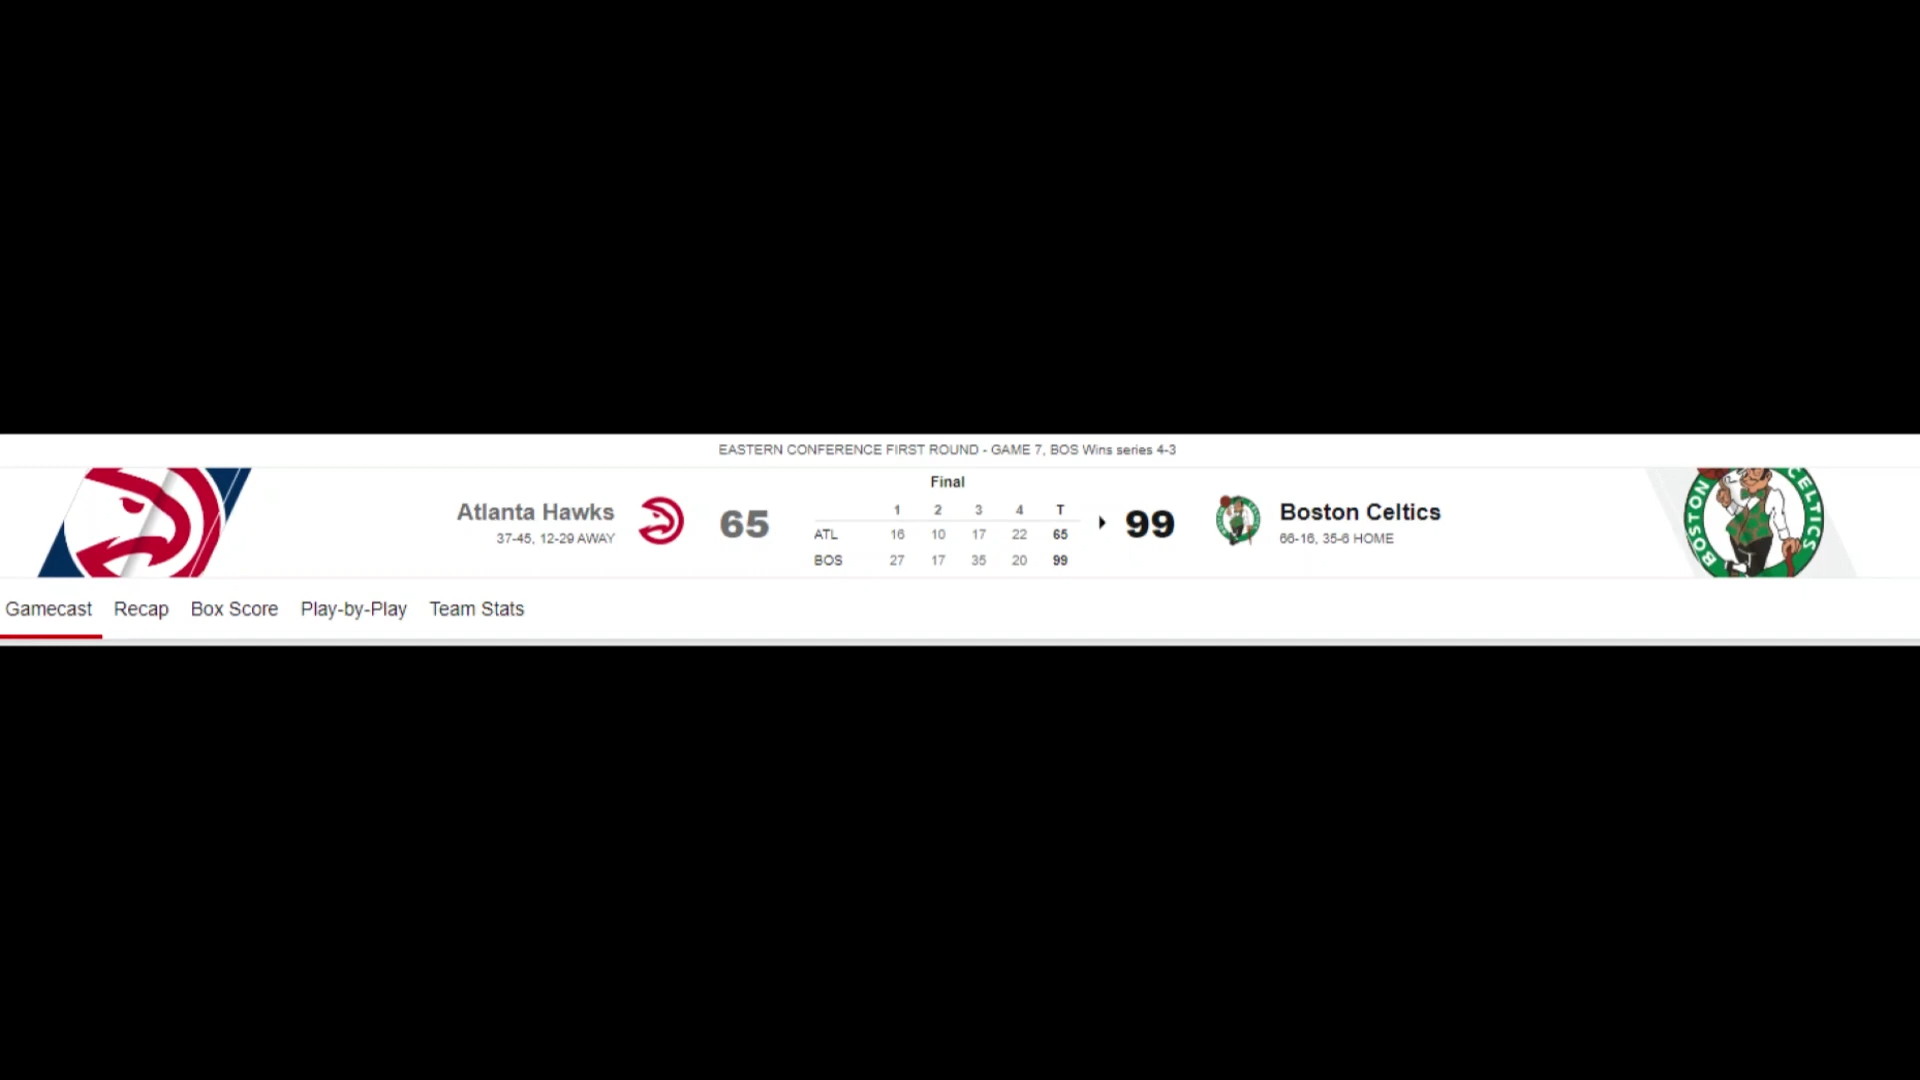 EASTERN CONFERENCE FIRST ROUND - GAME 7, BOS Wins series 4-3
Final
Atlanta Hawks
37-45, 12-29 AWAY
65
1 2 3 4 T
ATL 16 10 17 22 65
BOS 27 17 35 20 99
99
Boston Celtics
66-16, 35-6 HOME
BOSTON CELTICS
Gamecast Recap Box Score Play-by-Play Team Stats